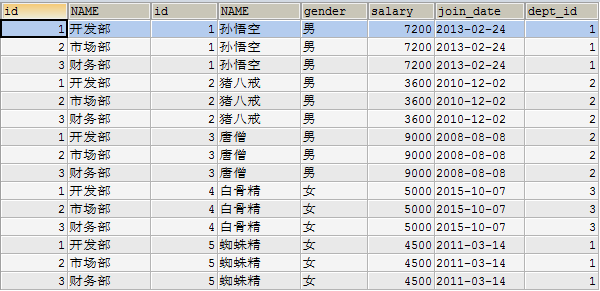 id NAME id NAME gender salary join_date dept_id
1 开发部 1 孙悟空 男 7200 2013-02-24 1
2 市场部 1 孙悟空 男 7200 2013-02-24 1
3 财务部 1 孙悟空 男 7200 2013-02-24 1
1 开发部 2 猪八戒 男 3600 2010-12-02 2
2 市场部 2 猪八戒 男 3600 2010-12-02 2
3 财务部 2 猪八戒 男 3600 2010-12-02 2
1 开发部 3 唐僧 男 9000 2008-08-08 2
2 市场部 3 唐僧 男 9000 2008-08-08 2
3 财务部 3 唐僧 男 9000 2008-08-08 2
1 开发部 4 白骨精 女 5000 2015-10-07 3
2 市场部 4 白骨精 女 5000 2015-10-07 3
3 财务部 4 白骨精 女 5000 2015-10-07 3
1 开发部 5 蜘蛛精 女 4500 2011-03-14 1
2 市场部 5 蜘蛛精 女 4500 2011-03-14 1
3 财务部 5 蜘蛛精 女 4500 2011-03-14 1